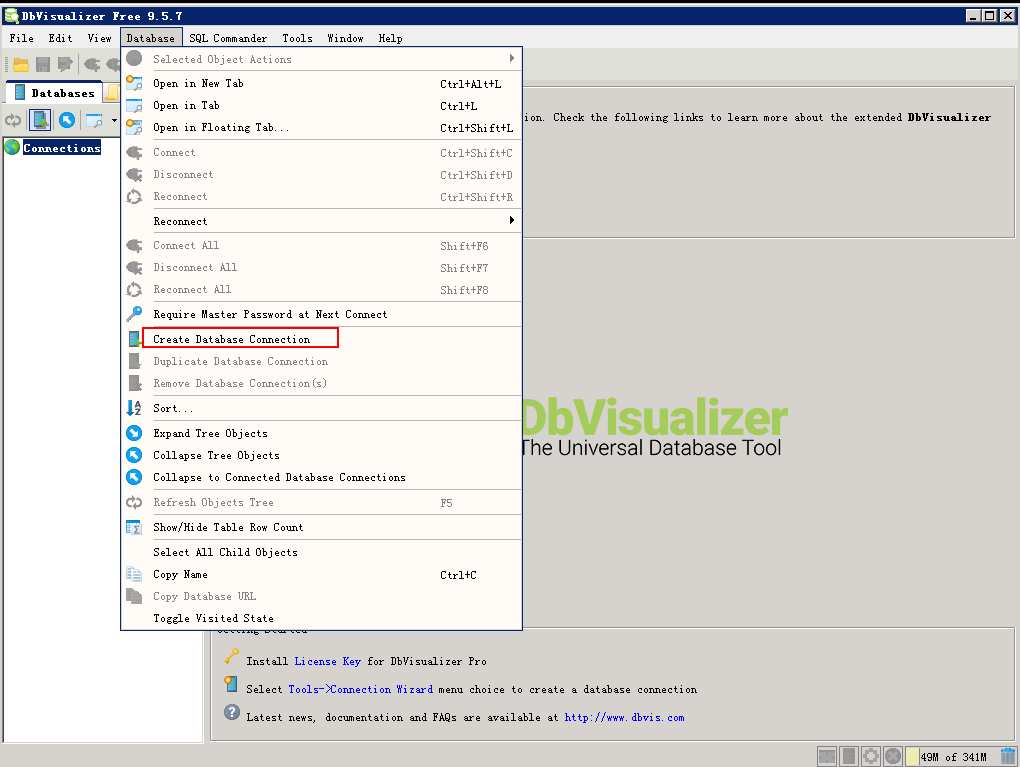 DbVisualizer Free 9.5.7
File Edit View Database SQL Commander Tools Window Help
Databases
Connections
Selected Object Actions
Open in New Tab Ctrl+Alt+L
Open in Tab Ctrl+L
Open in Floating Tab... Ctrl+Shift+L
Connect Ctrl+Shift+C
Disconnect Ctrl+Shift+D
Reconnect Ctrl+Shift+R
Reconnect
Connect All Shift+F6
Disconnect All Shift+F7
Reconnect All Shift+F8
Require Master Password at Next Connect
Create Database Connection
Duplicate Database Connection
Remove Database Connection(s)
Sort...
Expand Tree Objects
Collapse Tree Objects
Collapse to Connected Database Connections
Refresh Objects Tree F5
Show/Hide Table Row Count
Select All Child Objects
Copy Name Ctrl+C
Copy Database URL
Toggle Visited State
ion. Check the following links to learn more about the extended DbVisualizer
DbVisualizer
The Universal Database Tool
Getting Started
Install License Key for DbVisualizer Pro
Select Tools->Connection Wizard menu choice to create a database connection
Latest news, documentation and FAQs are available at http://www.dbvis.com
49M of 341M